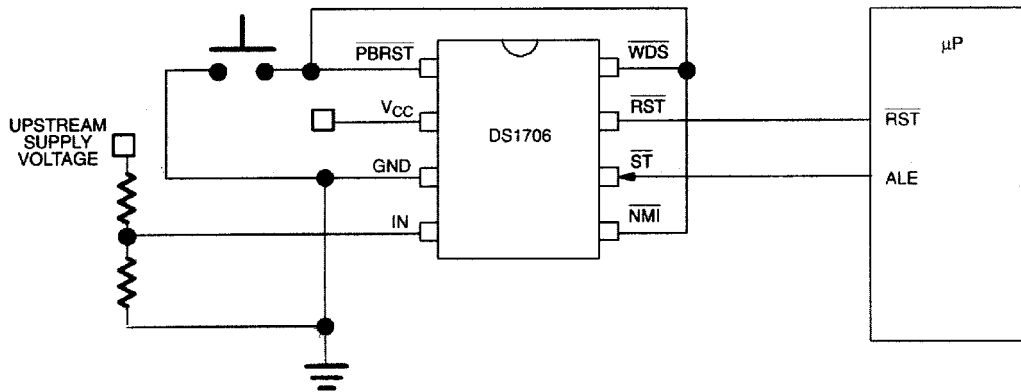 PBRST
WDS
µP
VCC
RST
RST
UPSTREAM
SUPPLY
VOLTAGE
DS1706
GND
ST
ALE
IN
NMI